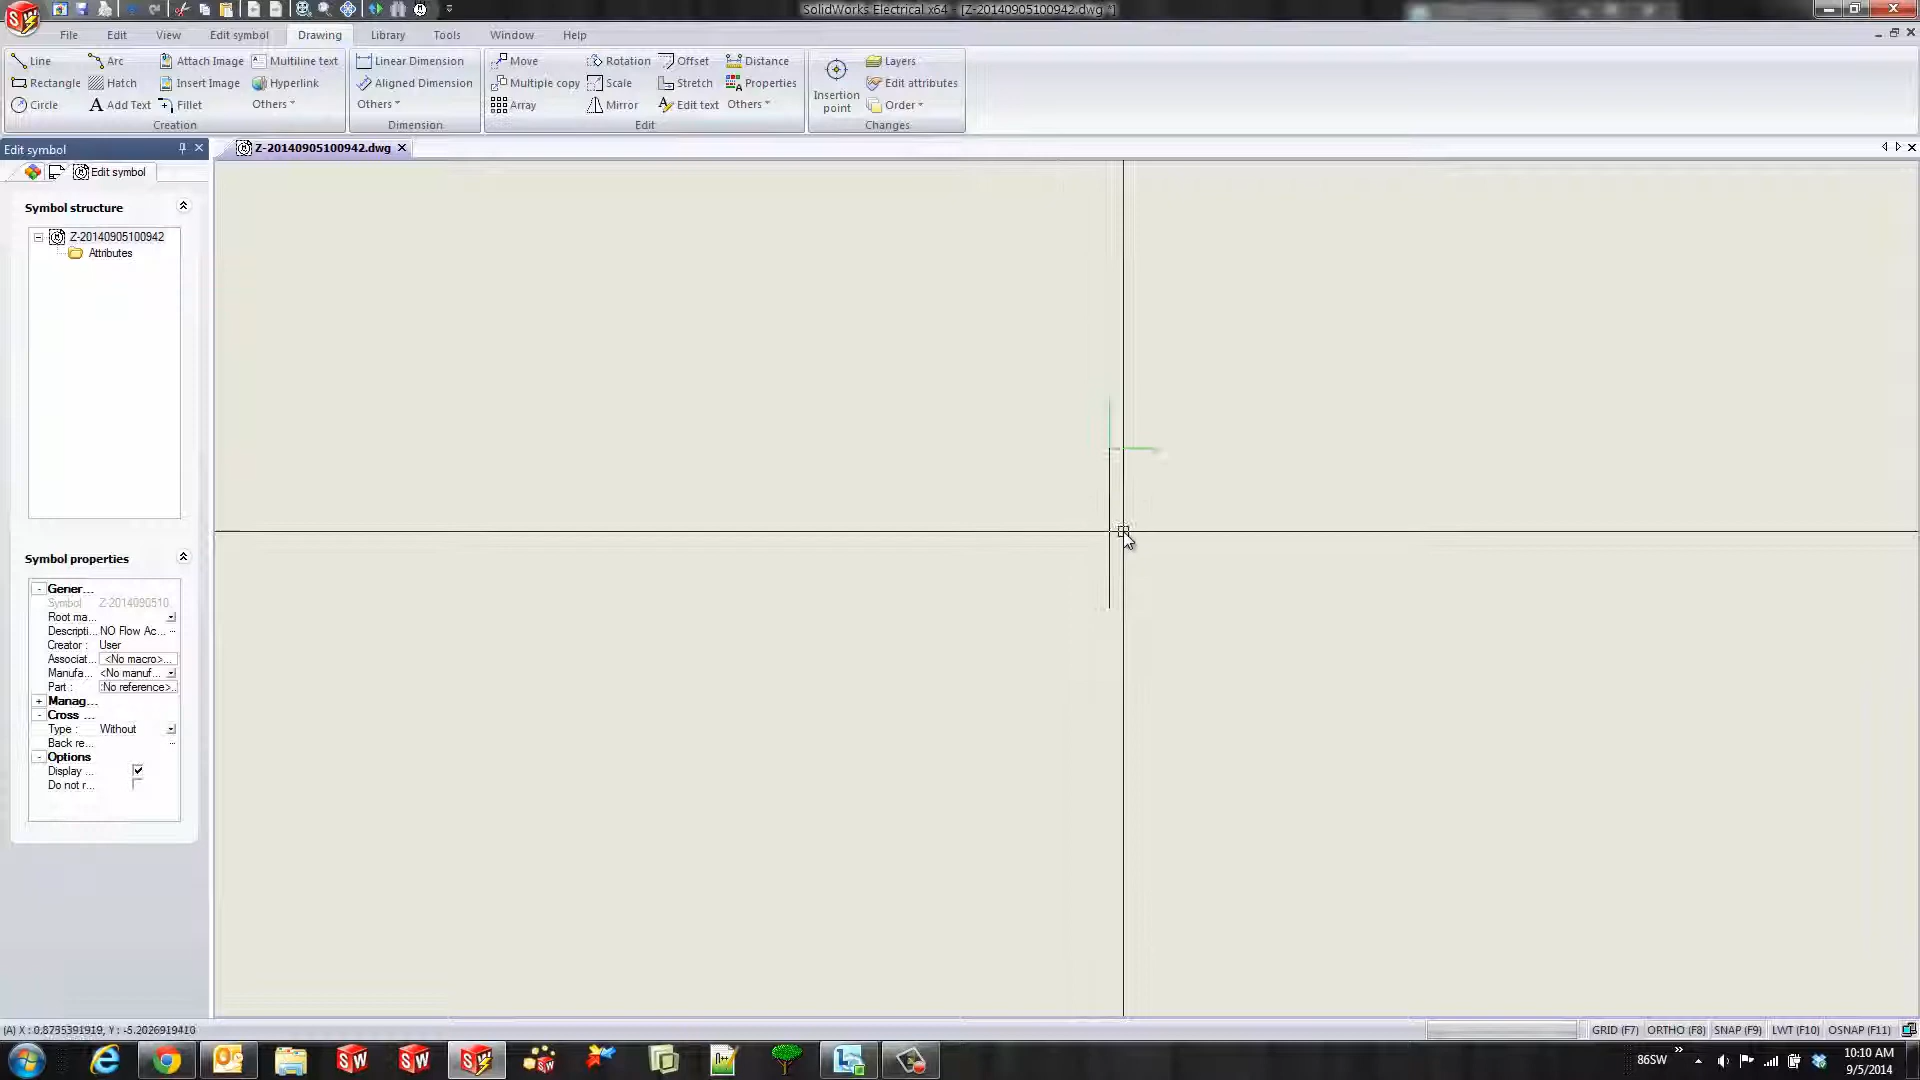 SolidWorks Electrical x64 - [Z-20140905100942.dwg *]
File Edit View Edit symbol Drawing Library Tools Window Help
Line Arc Attach Image Multiline text Linear Dimension Move Rotation Offset Distance Layers
Rectangle Hatch Insert Image Hyperlink Aligned Dimension Multiple copy Scale Stretch Properties Insertion point Edit attributes
Circle Add Text Fillet Others Others Array Mirror Edit text Others Order
Creation Dimension Edit Changes
Edit symbol
Z-20140905100942.dwg
Edit symbol
Symbol structure
Z-20140905100942
Attributes
Symbol properties
Gener...
Symbol Z-2014090510
Root ma...
Descripti... NO Flow Ac... ...
Creator : User
Associat... <No macro>...
Manufa... <No manuf...
Part : :No reference>..
Manag...
Cross ...
Type : Without
Back re... ...
Options
Display ...
Do not r...
(A) X : 0.8735391919, Y : -5.2026919410
GRID (F7) ORTHO (F8) SNAP (F9) LWT (F10) OSNAP (F11)
86SW
10:10 AM
9/5/2014